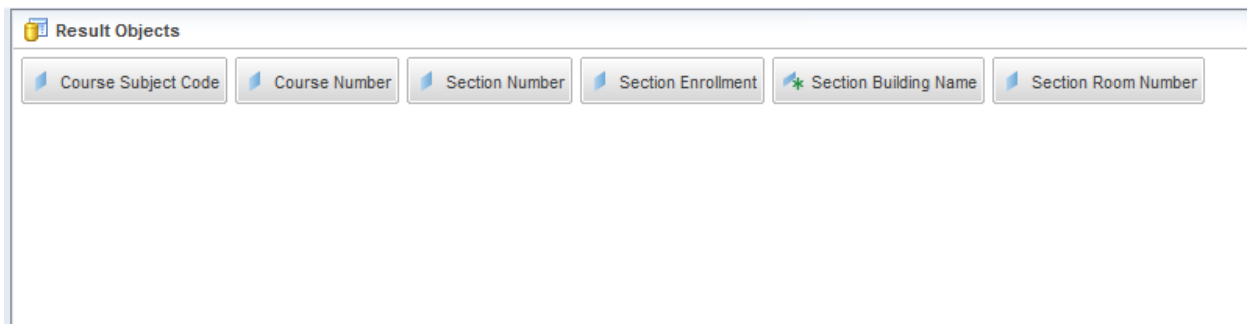 Result Objects
Course Subject Code Course Number Section Number Section Enrollment Section Building Name Section Room Number